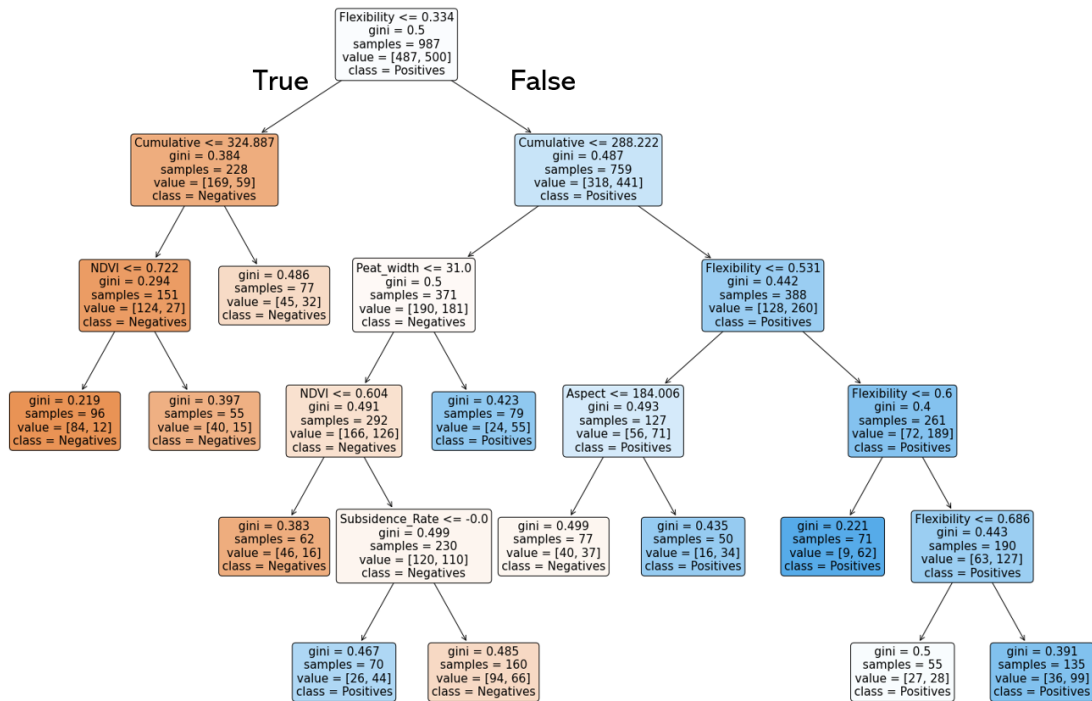 Flexibility <= 0.334
gini = 0.5
samples = 987
value = [487, 500]
class = Positives
True
False
Cumulative <= 324.887
gini = 0.384
samples = 228
value = [169, 59]
class = Negatives
Cumulative <= 288.222
gini = 0.487
samples = 759
value = [318, 441]
class = Positives
NDVI <= 0.722
gini = 0.294
samples = 151
value = [124, 27]
class = Negatives
gini = 0.486
samples = 77
value = [45, 32]
class = Negatives
Peat_width <= 31.0
gini = 0.5
samples = 371
value = [190, 181]
class = Negatives
Flexibility <= 0.531
gini = 0.442
samples = 388
value = [128, 260]
class = Positives
gini = 0.219
samples = 96
value = [84, 12]
class = Negatives
gini = 0.397
samples = 55
value = [40, 15]
class = Negatives
NDVI <= 0.604
gini = 0.491
samples = 292
value = [166, 126]
class = Negatives
gini = 0.423
samples = 79
value = [24, 55]
class = Positives
Aspect <= 184.006
gini = 0.493
samples = 127
value = [56, 71]
class = Positives
Flexibility <= 0.6
gini = 0.4
samples = 261
value = [72, 189]
class = Positives
gini = 0.383
samples = 62
value = [46, 16]
class = Negatives
Subsidence_Rate <= -0.0
gini = 0.499
samples = 230
value = [120, 110]
class = Negatives
gini = 0.499
samples = 77
value = [40, 37]
class = Negatives
gini = 0.435
samples = 50
value = [16, 34]
class = Positives
gini = 0.221
samples = 71
value = [9, 62]
class = Positives
Flexibility <= 0.686
gini = 0.443
samples = 190
value = [63, 127]
class = Positives
gini = 0.467
samples = 70
value = [26, 44]
class = Positives
gini = 0.485
samples = 160
value = [94, 66]
class = Negatives
gini = 0.5
samples = 55
value = [27, 28]
class = Positives
gini = 0.391
samples = 135
value = [36, 99]
class = Positives